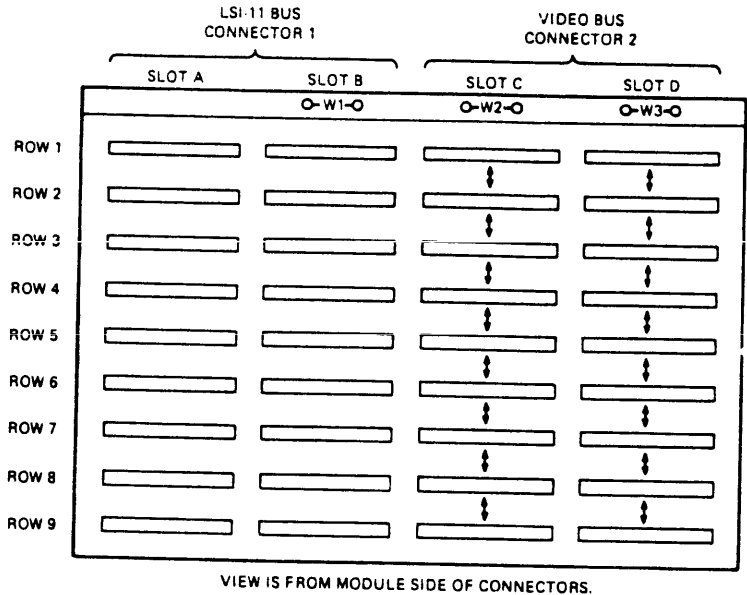 LSI-11 BUS
CONNECTOR 1
VIDEO BUS
CONNECTOR 2
SLOT A SLOT B SLOT C SLOT D
W1 W2 W3
ROW 1
ROW 2
ROW 3
ROW 4
ROW 5
ROW 6
ROW 7
ROW 8
ROW 9
VIEW IS FROM MODULE SIDE OF CONNECTORS.